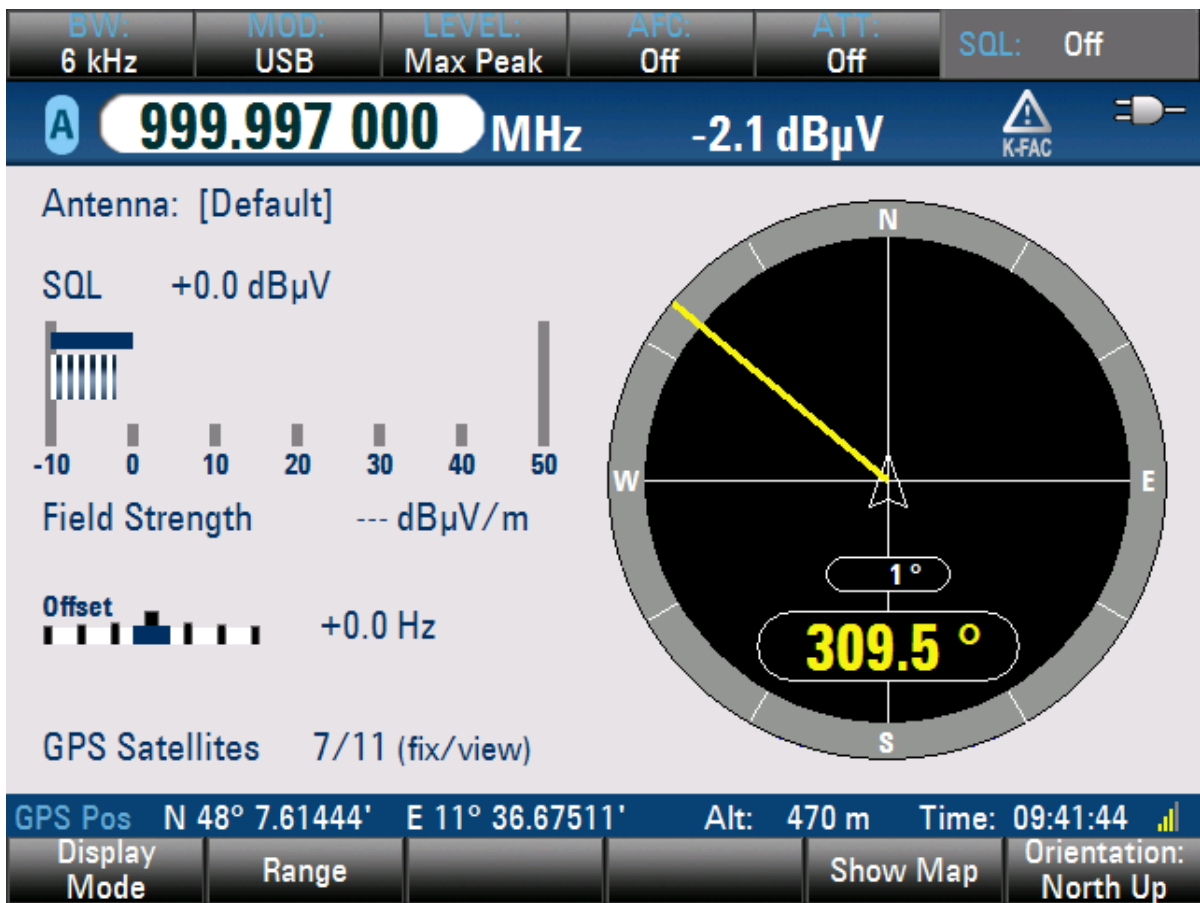 BW: MOD: LEVEL: AFC: ATT: SQL: Off
6 kHz USB Max Peak Off Off
A 999.997 000 MHz -2.1 dBµV K-FAC
Antenna: [Default]
N
SQL +0.0 dBµV
-10 0 10 20 30 40 50
W E
Field Strength --- dBµV/m
1 °
Offset +0.0 Hz
309.5 °
S
GPS Satellites 7/11 (fix/view)
GPS Pos N 48° 7.61444' E 11° 36.67511' Alt: 470 m Time: 09:41:44
Display Mode Range Show Map Orientation: North Up